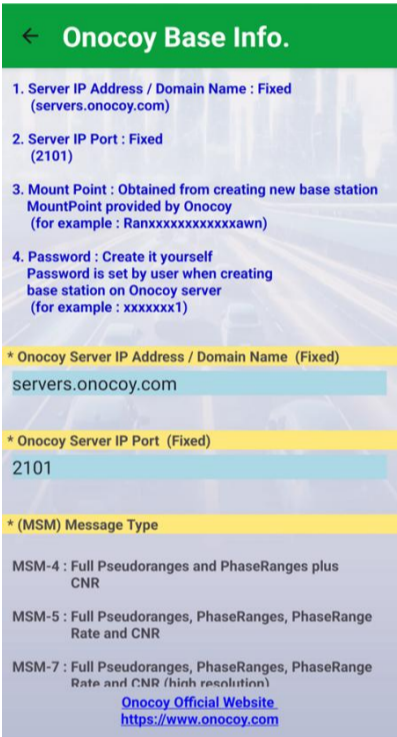 Onocoy Base Info.
1. Server IP Address / Domain Name : Fixed
(servers.onocoy.com)
2. Server IP Port : Fixed
(2101)
3. Mount Point : Obtained from creating new base station
MountPoint provided by Onocoy
(for example : Ranxxxxxxxxxxxxawn)
4. Password : Create it yourself
Password is set by user when creating
base station on Onocoy server
(for example : xxxxxxx1)
* Onocoy Server IP Address / Domain Name (Fixed)
servers.onocoy.com
* Onocoy Server IP Port (Fixed)
2101
* (MSM) Message Type
MSM-4 : Full Pseudoranges and PhaseRanges plus
CNR
MSM-5 : Full Pseudoranges, PhaseRanges, PhaseRange
Rate and CNR
MSM-7 : Full Pseudoranges, PhaseRanges, PhaseRange
Rate and CNR (high resolution)
Onocoy Official Website
https://www.onocoy.com